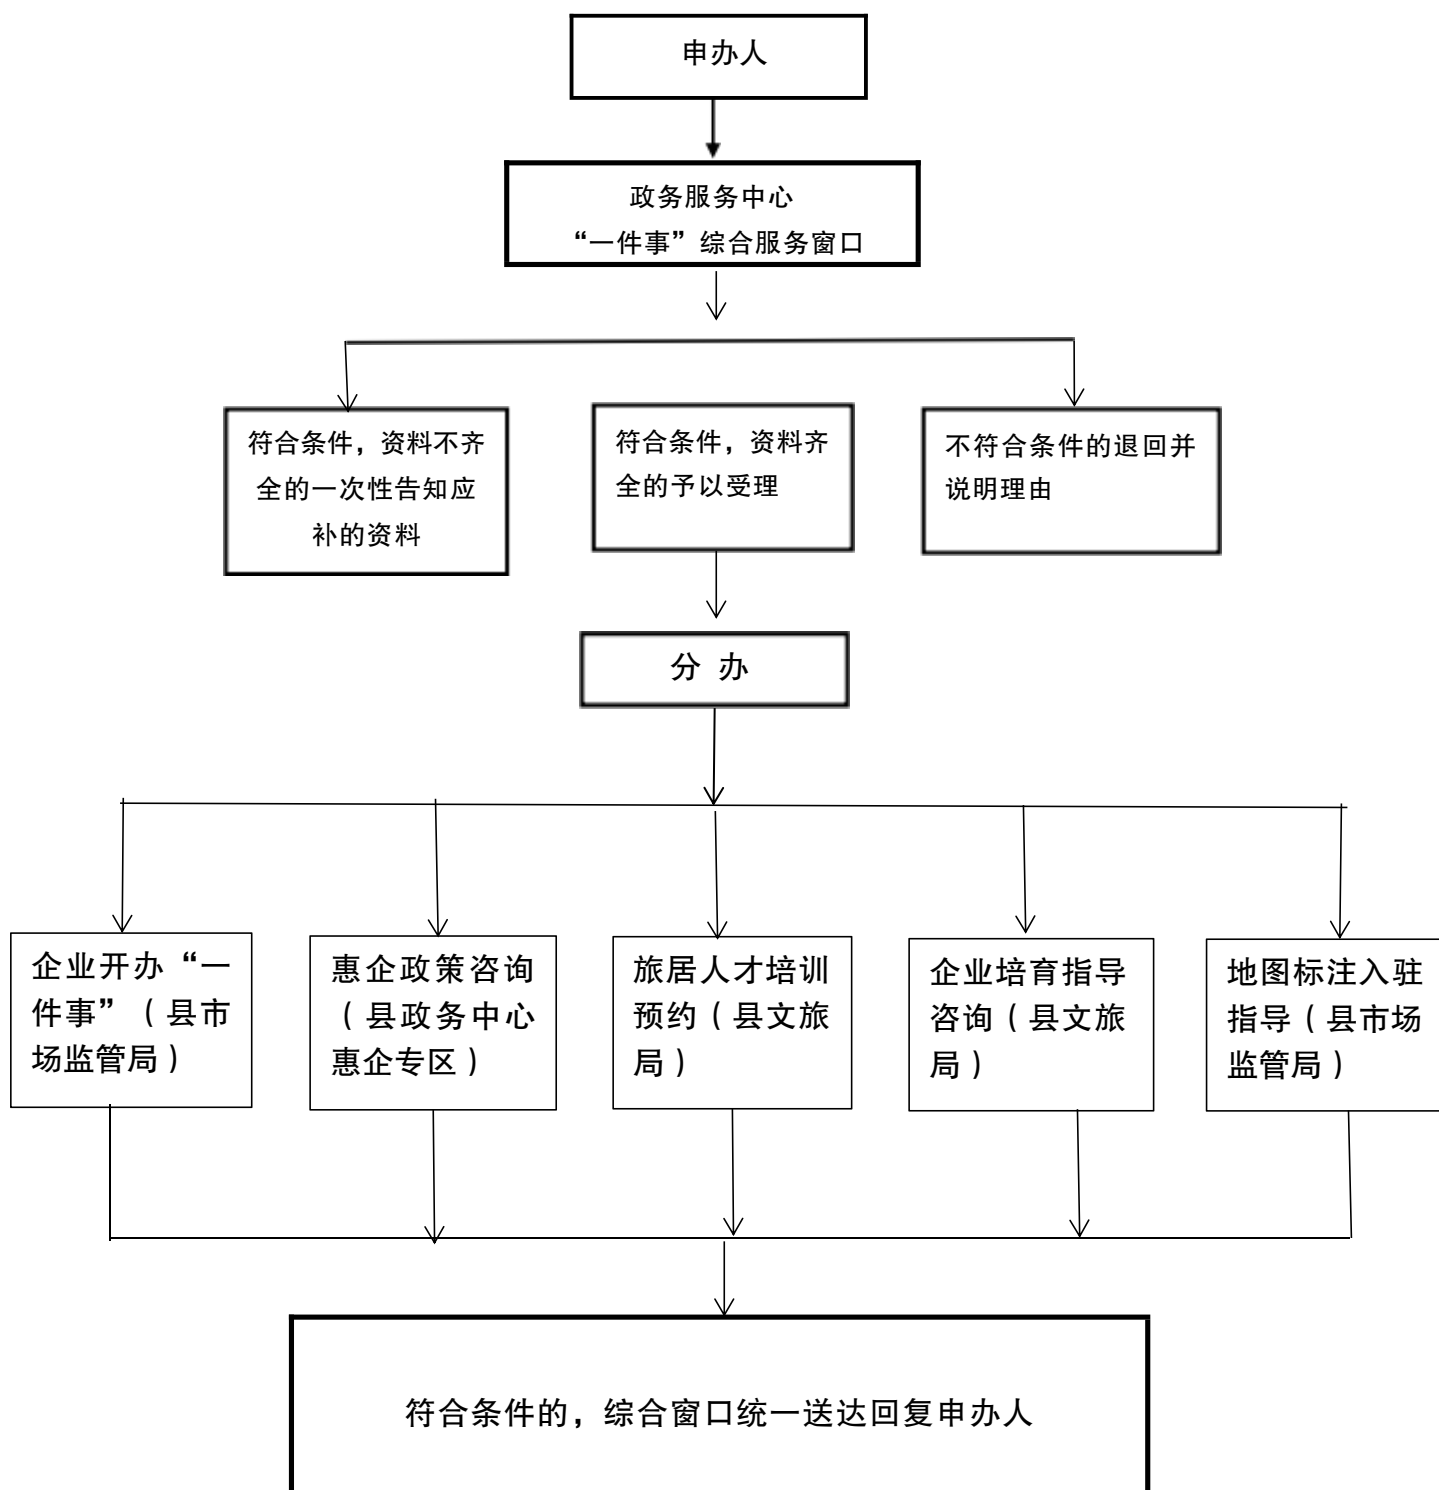 申办人
政务服务中心
“一件事”综合服务窗口
符合条件，资料不齐
全的一次性告知应
补的资料
符合条件，资料齐
全的予以受理
不符合条件的退回并
说明理由
分 办
企业开办“一
件事”（县市
场监管局）
惠企政策咨询
（县政务中心
惠企专区）
旅居人才培训
预约（县文旅
局）
企业培育指导
咨询（县文旅
局）
地图标注入驻
指导（县市场
监管局）
符合条件的，综合窗口统一送达回复申办人